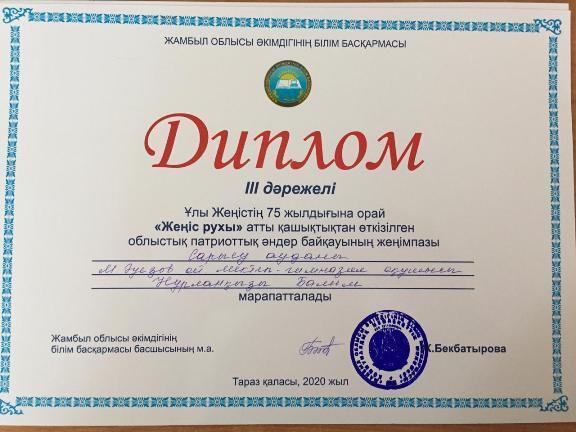 ЖАМБЫЛ ОБЛЫСЫ ӘКІМДІГІНІҢ БІЛІМ БАСҚАРМАСЫ
Диплом
III дәрежелі
Ұлы Жеңістің 75 жылдығына орай
«Жеңіс рухы» атты қашықтықтан өткізілген
облыстық патриоттық әндер байқауының жеңімпазы
Сарысу ауданы
М Әуезов ат мектеп-гимназия оқушысы
Нұрланқызы
марапатталады
Жамбыл облысы әкімдігінің
білім басқармасы басшысының м.а.
Қ.Бекбатырова
Тараз қаласы, 2020 жыл